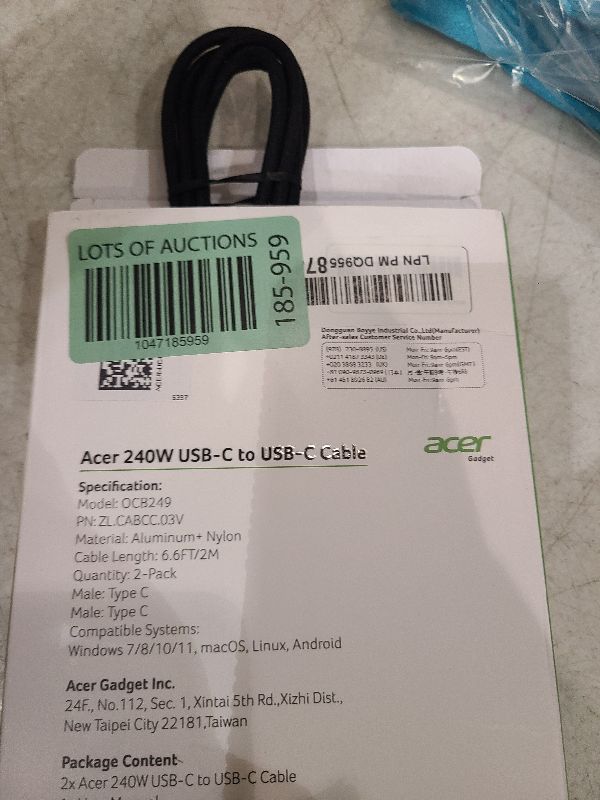 LOTS OF AUCTIONS
1047185959
185-959
LPN PM DQ955
87
Dongguan Boyye Industrial Co.,Ltd(Manufacturer)
After-sales Customer Service Number
5337
Acer 240W USB-C to USB-C Cable
acer
Gadget
Specification:
Model: OCB249
PN: ZL.CABCC.03V
Material: Aluminum+ Nylon
Cable Length: 6.6FT/2M
Quantity: 2-Pack
Male: Type C
Male: Type C
Compatible Systems:
Windows 7/8/10/11, macOS, Linux, Android
Acer Gadget Inc.
24F., No.112, Sec. 1, Xintai 5th Rd.,Xizhi Dist.,
New Taipei City 22181,Taiwan
Package Content
2x Acer 240W USB-C to USB-C Cable